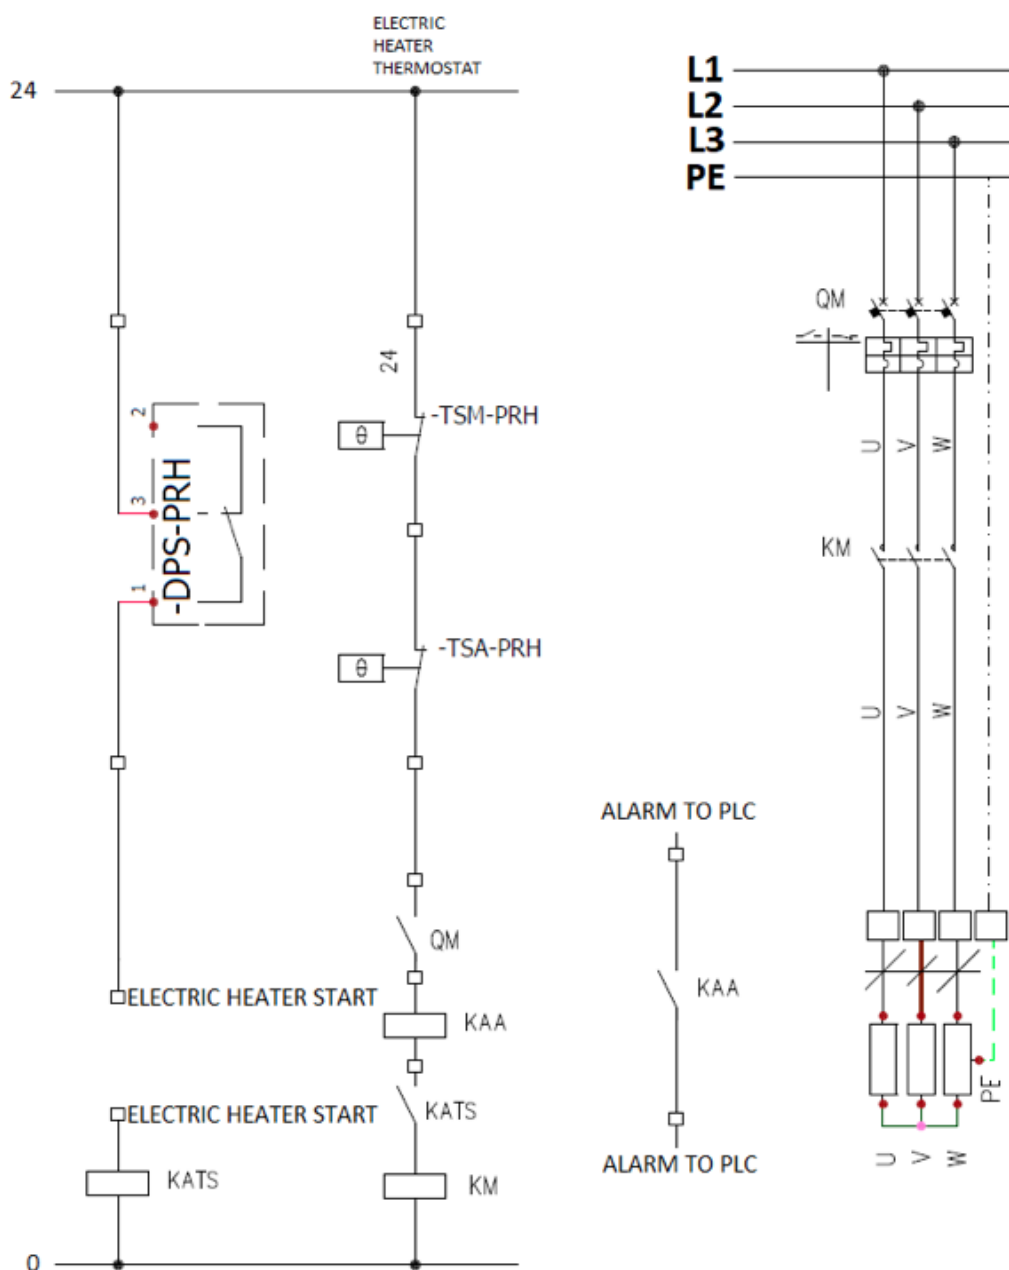 ELECTRIC
HEATER
THERMOSTAT
24
L1
L2
L3
PE
QM
24
-TSM-PRH
θ
2
3
1
-DPS-PRH
U
V
W
KM
-TSA-PRH
θ
U
V
W
ALARM TO PLC
QM
KAA
ELECTRIC HEATER START
KAA
KATS
ELECTRIC HEATER START
KATS
KM
ALARM TO PLC
PE
U
V
W
0